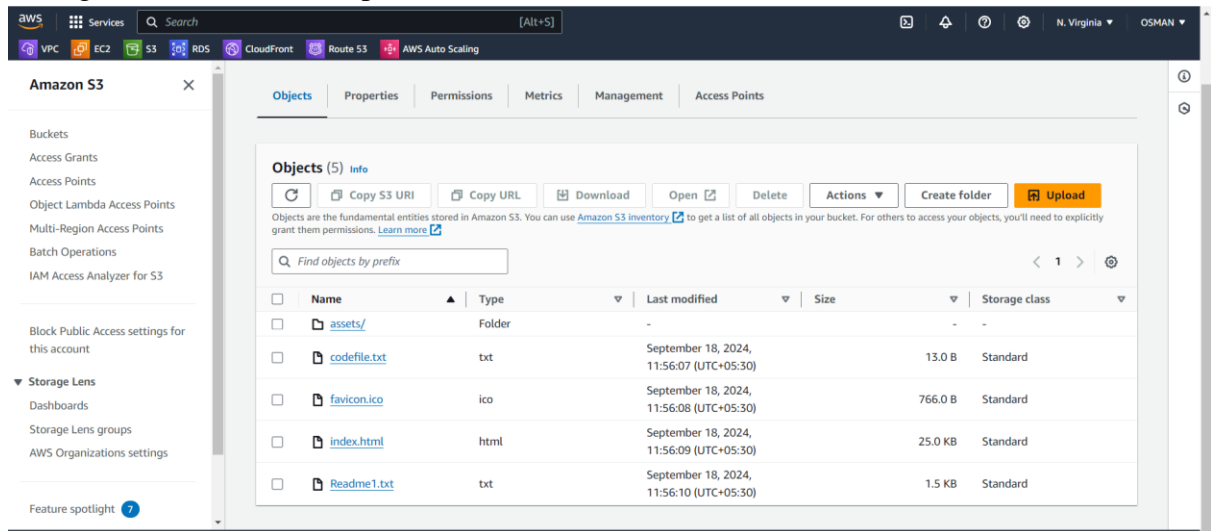 aws
Services
Search
[Alt+S]
N. Virginia ▼
OSMAN ▼
VPC
EC2
S3
RDS
CloudFront
Route 53
AWS Auto Scaling
Amazon S3
Buckets
Access Grants
Access Points
Object Lambda Access Points
Multi-Region Access Points
Batch Operations
IAM Access Analyzer for S3
Block Public Access settings for
this account
▼ Storage Lens
Dashboards
Storage Lens groups
AWS Organizations settings
Feature spotlight 7
Objects
Properties
Permissions
Metrics
Management
Access Points
Objects (5) Info
Copy S3 URI
Copy URL
Download
Open
Delete
Actions ▼
Create folder
Upload
Objects are the fundamental entities stored in Amazon S3. You can use Amazon S3 inventory to get a list of all objects in your bucket. For others to access your objects, you'll need to explicitly
grant them permissions. Learn more
Find objects by prefix
< 1 >
Name ▲ Type Last modified Size Storage class
assets/ Folder - - -
codefile.txt txt September 18, 2024, 13.0 B Standard
11:56:07 (UTC+05:30)
favicon.ico ico September 18, 2024, 766.0 B Standard
11:56:08 (UTC+05:30)
index.html html September 18, 2024, 25.0 KB Standard
11:56:09 (UTC+05:30)
Readme1.txt txt September 18, 2024, 1.5 KB Standard
11:56:10 (UTC+05:30)